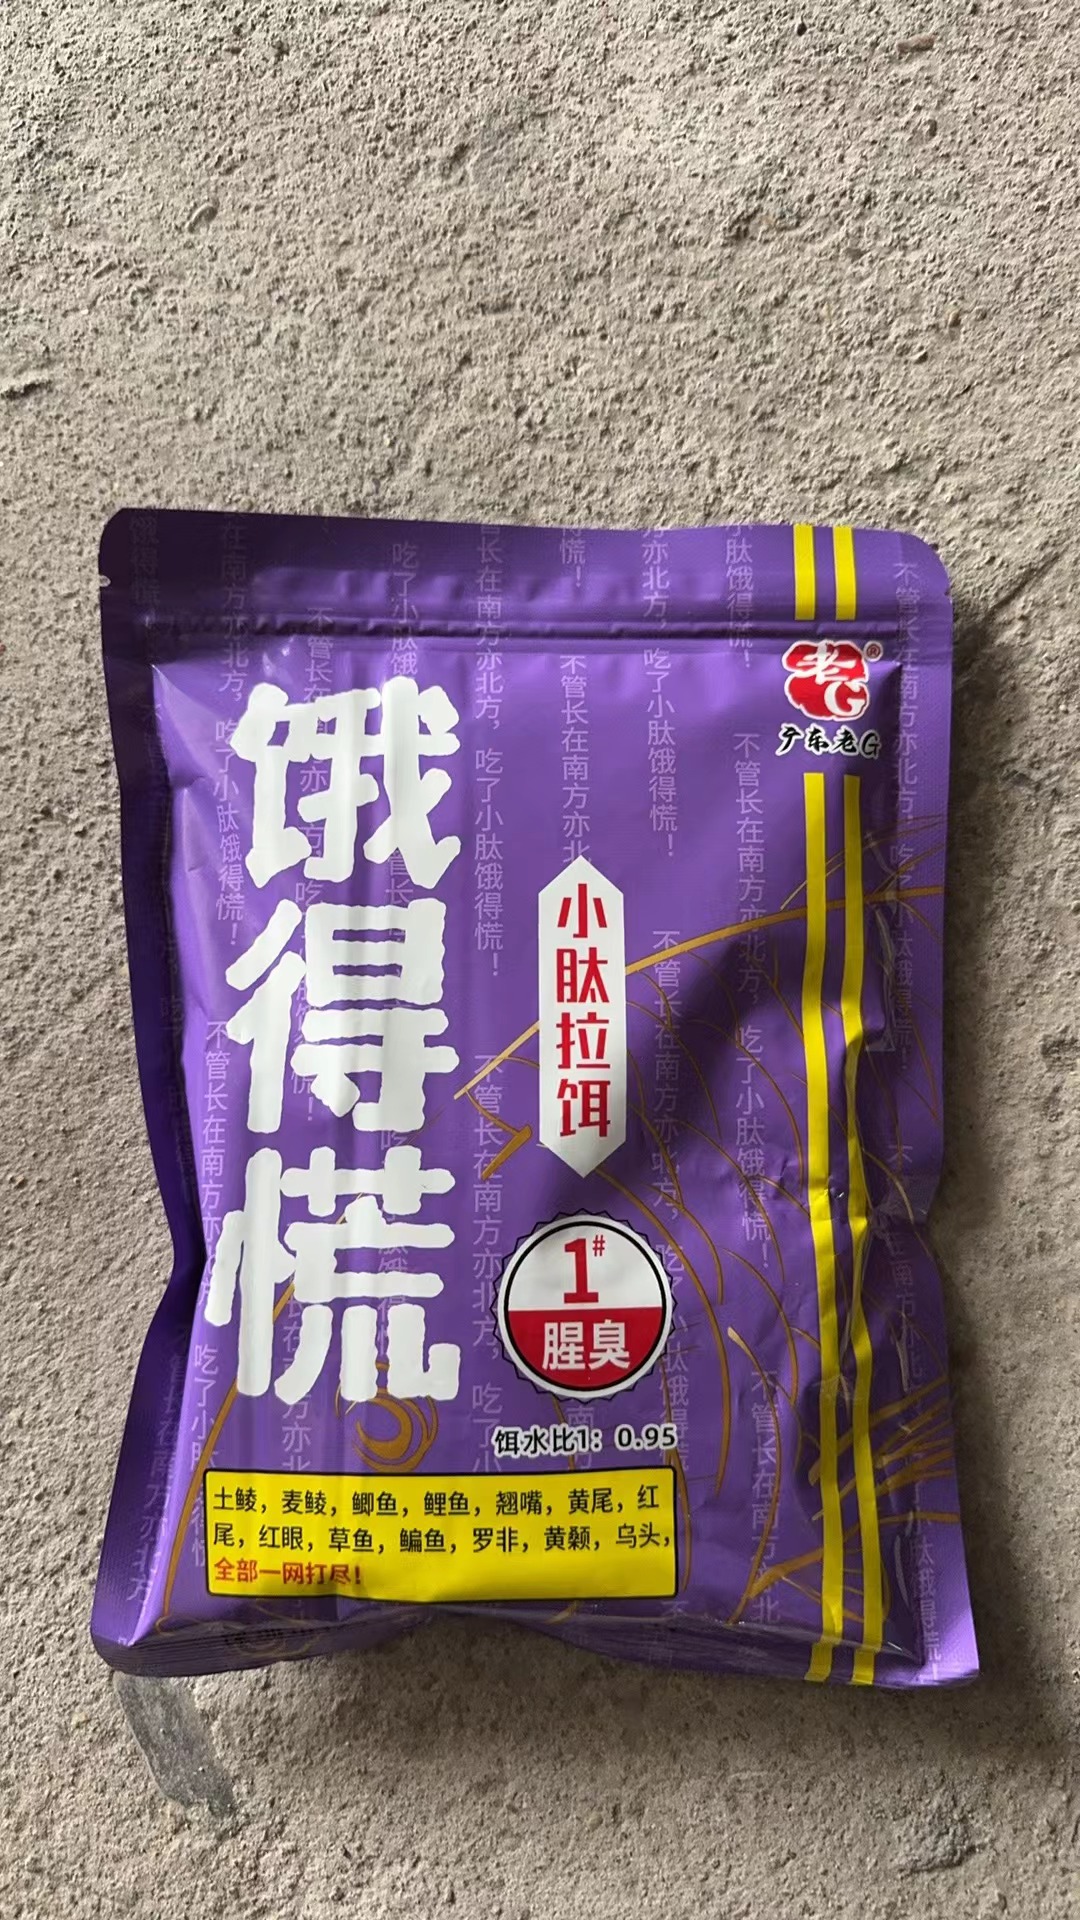 老G®
广东老G
饿得慌
小肽拉饵
1#
腥臭
饵水比1：0.95
土鲮，麦鲮，鲫鱼，鲤鱼，翘嘴，黄尾，红
尾，红眼，草鱼，鳊鱼，罗非，黄颡，乌头，
全部一网打尽！
不管长在南方亦北方，吃了小肽饿得慌！